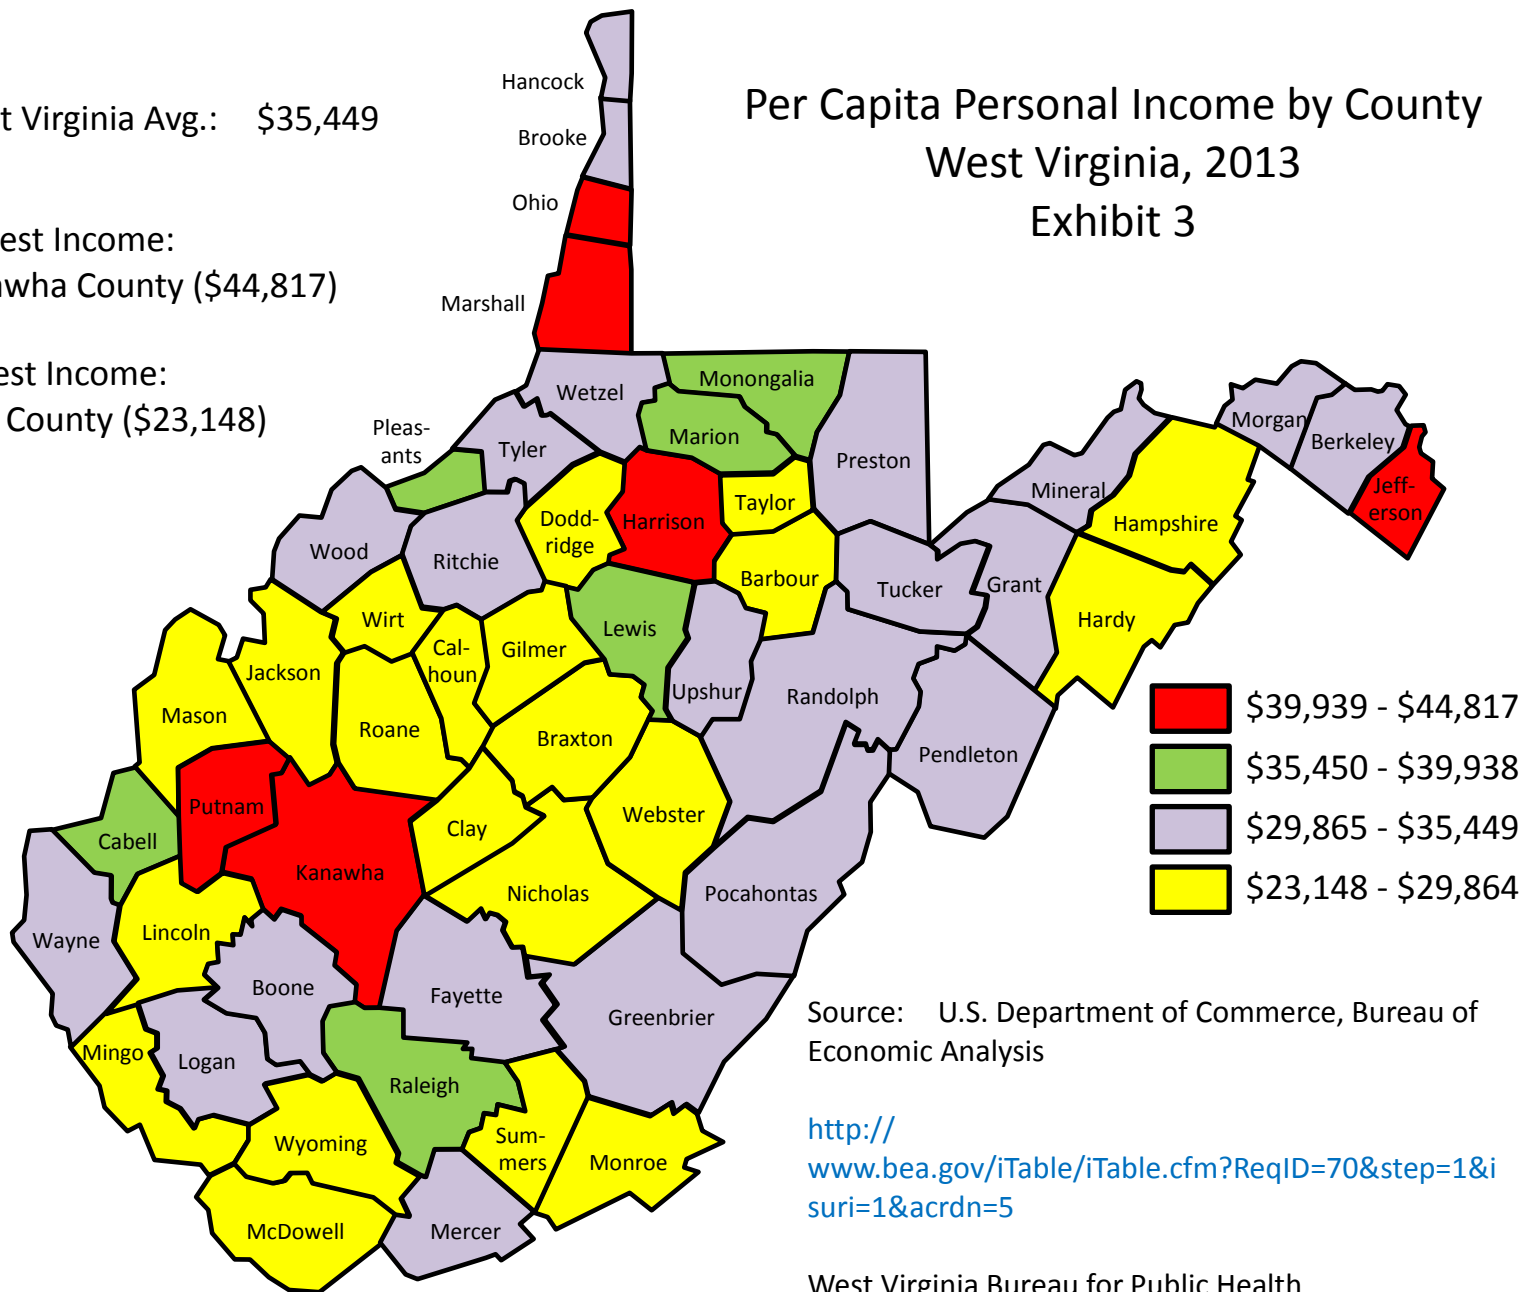 Per Capita Personal Income by County
West Virginia, 2013
Exhibit 3
t Virginia Avg.: $35,449
est Income:
awha County ($44,817)
est Income:
County ($23,148)
Hancock
Brooke
Ohio
Marshall
Wetzel
Monongalia
Marion
Pleas-
ants
Tyler
Preston
Morgan
Berkeley
Jeff-
erson
Mineral
Hampshire
Taylor
Harrison
Dodd-
ridge
Wood
Ritchie
Barbour
Tucker
Grant
Hardy
Wirt
Cal-
houn
Gilmer
Lewis
Upshur
Randolph
Jackson
Mason
Roane
Braxton
Pendleton
Putnam
Cabell
Clay
Webster
Kanawha
Nicholas
Pocahontas
Wayne
Lincoln
Boone
Fayette
Greenbrier
Mingo
Logan
Raleigh
Wyoming
Sum-
mers
Monroe
McDowell
Mercer
$39,939 - $44,817
$35,450 - $39,938
$29,865 - $35,449
$23,148 - $29,864
Source: U.S. Department of Commerce, Bureau of
Economic Analysis
http://
www.bea.gov/iTable/iTable.cfm?ReqID=70&step=1&i
suri=1&acrdn=5
West Virginia Bureau for Public Health